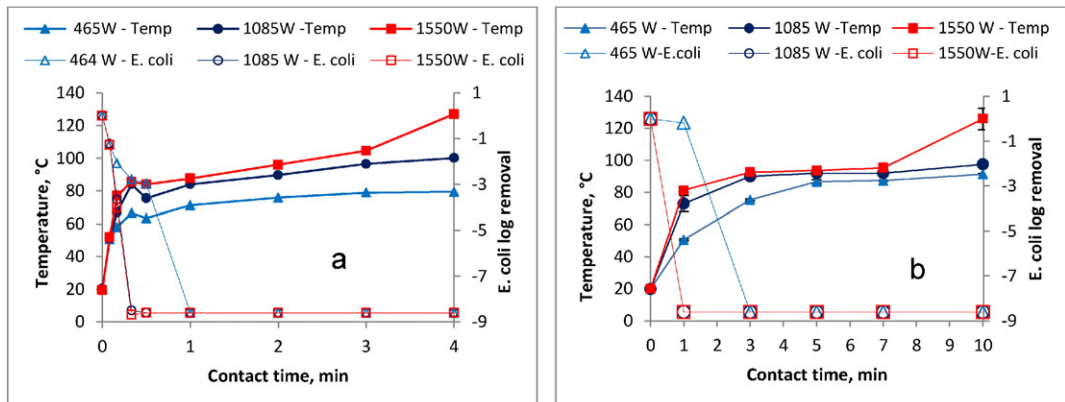 465W - Temp 1085W -Temp 1550W - Temp
464 W - E. coli 1085 W - E. coli 1550W - E. coli
140
120
100
80
60
40
20
0
Temperature, °C
1
-1
-3
-5
-7
-9
E.coli log removal
0 1 2 3 4
Contact time, min
a
465 W - Temp 1085 W - Temp 1550 W - Temp
465 W-E.coli 1085 W-E. coli 1550W-E. coli
140
120
100
80
60
40
20
0
Temperature, °C
1
-1
-3
-5
-7
-9
E.coli log removal
0 1 2 3 4 5 6 7 8 9 10
Contact time, min
b